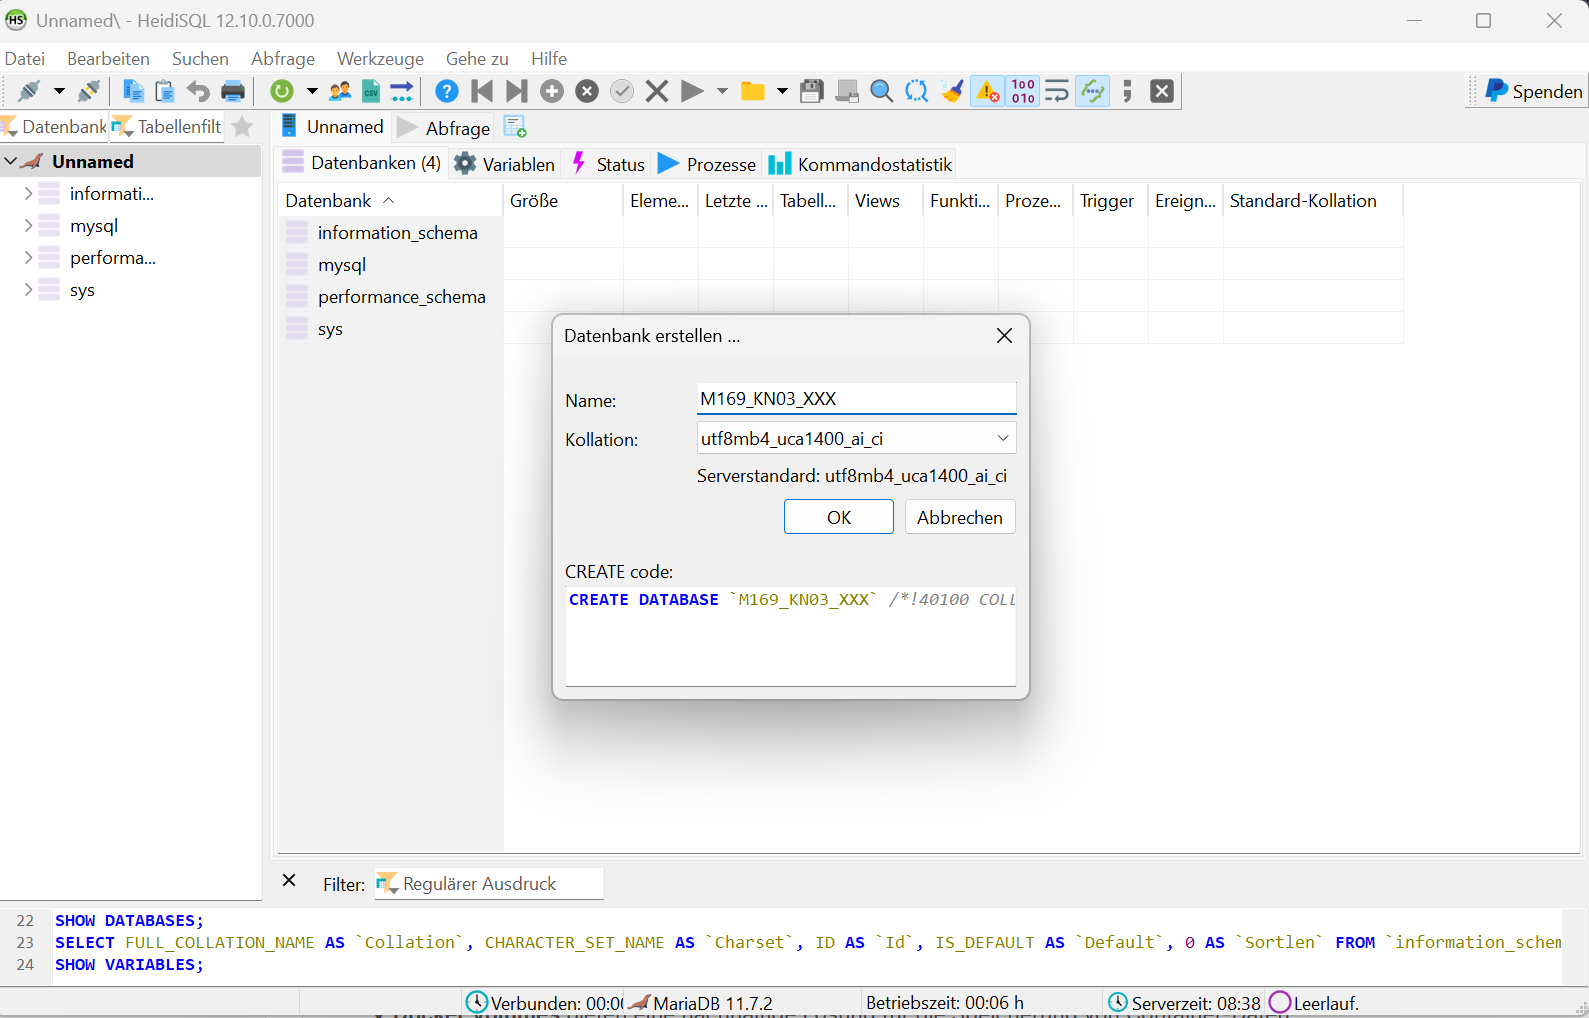 Unnamed\ - HeidiSQL 12.10.0.7000
Datei Bearbeiten Suchen Abfrage Werkzeuge Gehe zu Hilfe
Spenden
Datenbank Tabellenfilt Unnamed Abfrage
Unnamed
informati...
mysql
performa...
sys
Datenbanken (4) Variablen Status Prozesse Kommandostatistik
Datenbank Größe Eleme... Letzte ... Tabell... Views Funkti... Proze... Trigger Ereign... Standard-Kollation
information_schema
mysql
performance_schema
sys
Datenbank erstellen ...
Name: M169_KN03_XXX
Kollation: utf8mb4_uca1400_ai_ci
Serverstandard: utf8mb4_uca1400_ai_ci
OK Abbrechen
CREATE code:
CREATE DATABASE `M169_KN03_XXX` /*!40100 COLL
Filter: Regulärer Ausdruck
22 SHOW DATABASES;
23 SELECT FULL_COLLATION_NAME AS `Collation`, CHARACTER_SET_NAME AS `Charset`, ID AS `Id`, IS_DEFAULT AS `Default`, 0 AS `Sortlen` FROM `information_schem
24 SHOW VARIABLES;
Verbunden: 00:0 MariaDB 11.7.2 Betriebszeit: 00:06 h Serverzeit: 08:38 Leerlauf.